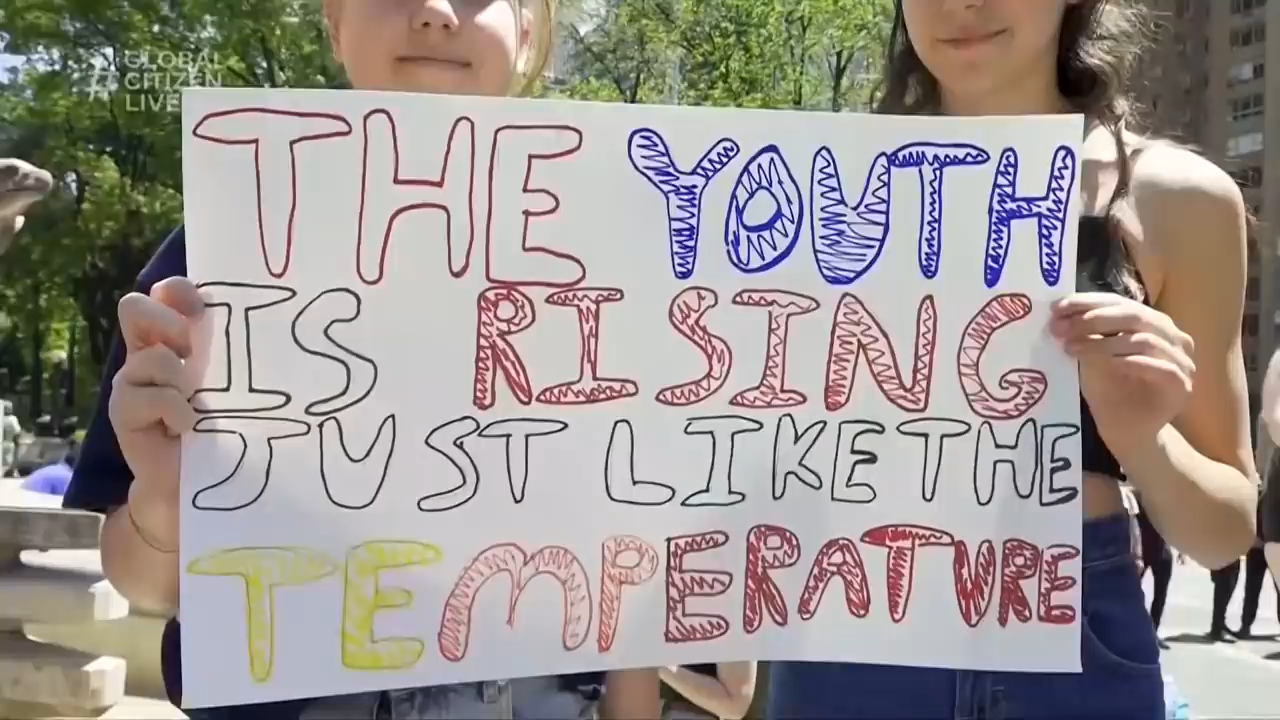 # GLOBAL
CITIZEN
LIVE
THE YOUTH
IS RISING
JUST LIKE THE
TEMPERATURE